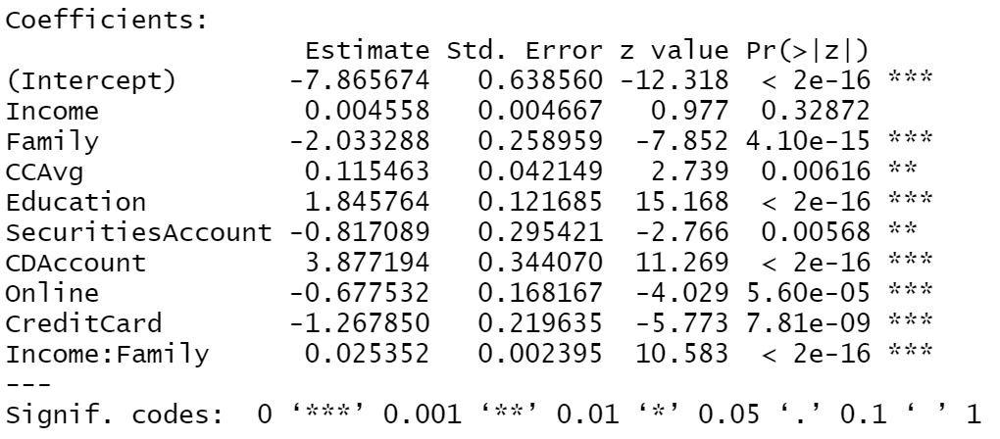 Coefficients:
                   Estimate Std. Error z value Pr(>|z|)
(Intercept)       -7.865674   0.638560 -12.318  < 2e-16 ***
Income             0.004558   0.004667   0.977  0.32872
Family            -2.033288   0.258959  -7.852 4.10e-15 ***
CCAvg              0.115463   0.042149   2.739  0.00616 **
Education          1.845764   0.121685  15.168  < 2e-16 ***
SecuritiesAccount -0.817089   0.295421  -2.766  0.00568 **
CDAccount          3.877194   0.344070  11.269  < 2e-16 ***
Online            -0.677532   0.168167  -4.029 5.60e-05 ***
CreditCard        -1.267850   0.219635  -5.773 7.81e-09 ***
Income:Family      0.025352   0.002395  10.583  < 2e-16 ***
---
Signif. codes:  0 ‘***’ 0.001 ‘**’ 0.01 ‘*’ 0.05 ‘.’ 0.1 ‘ ’ 1